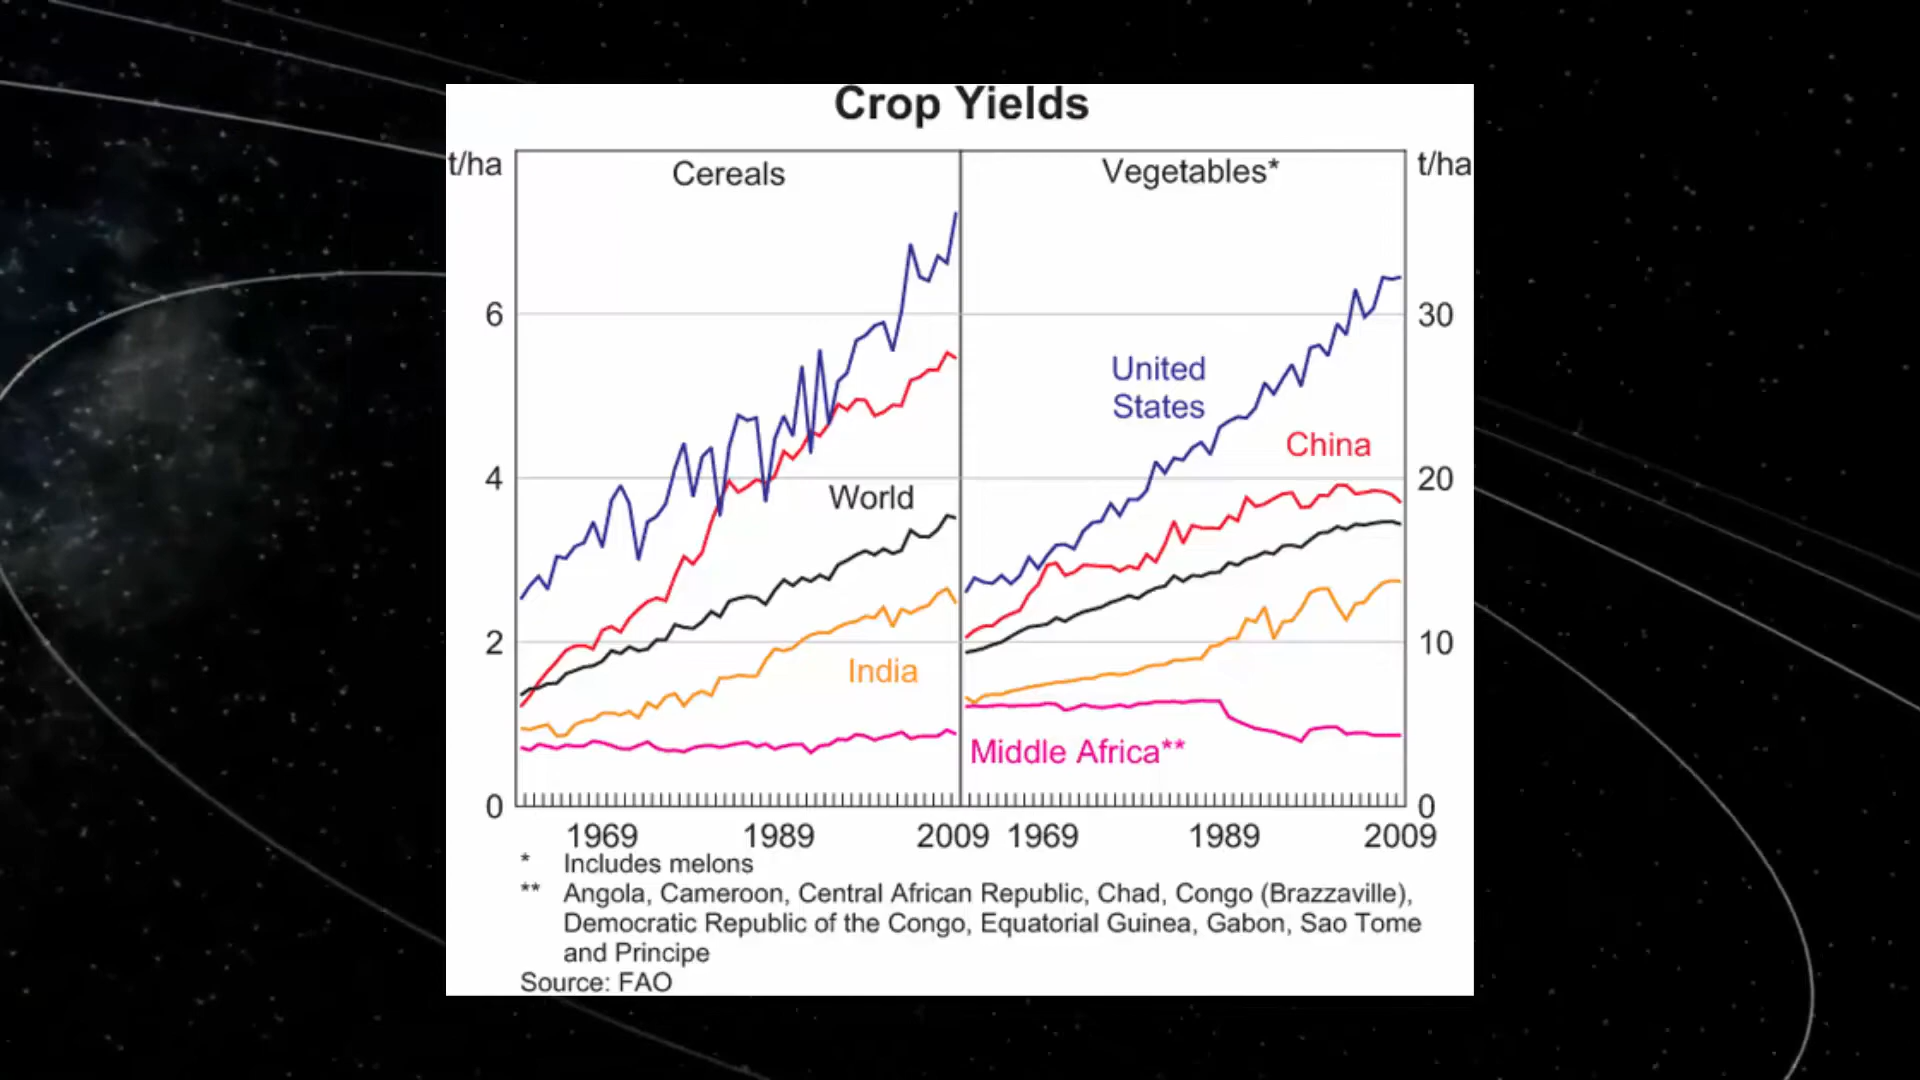 Crop Yields
t/ha
Cereals
Vegetables*
t/ha
6
30
United
States
China
4
20
World
2
10
India
Middle Africa**
0
0
1969
1989
2009
1969
1989
2009
* Includes melons
** Angola, Cameroon, Central African Republic, Chad, Congo (Brazzaville),
Democratic Republic of the Congo, Equatorial Guinea, Gabon, Sao Tome
and Principe
Source: FAO